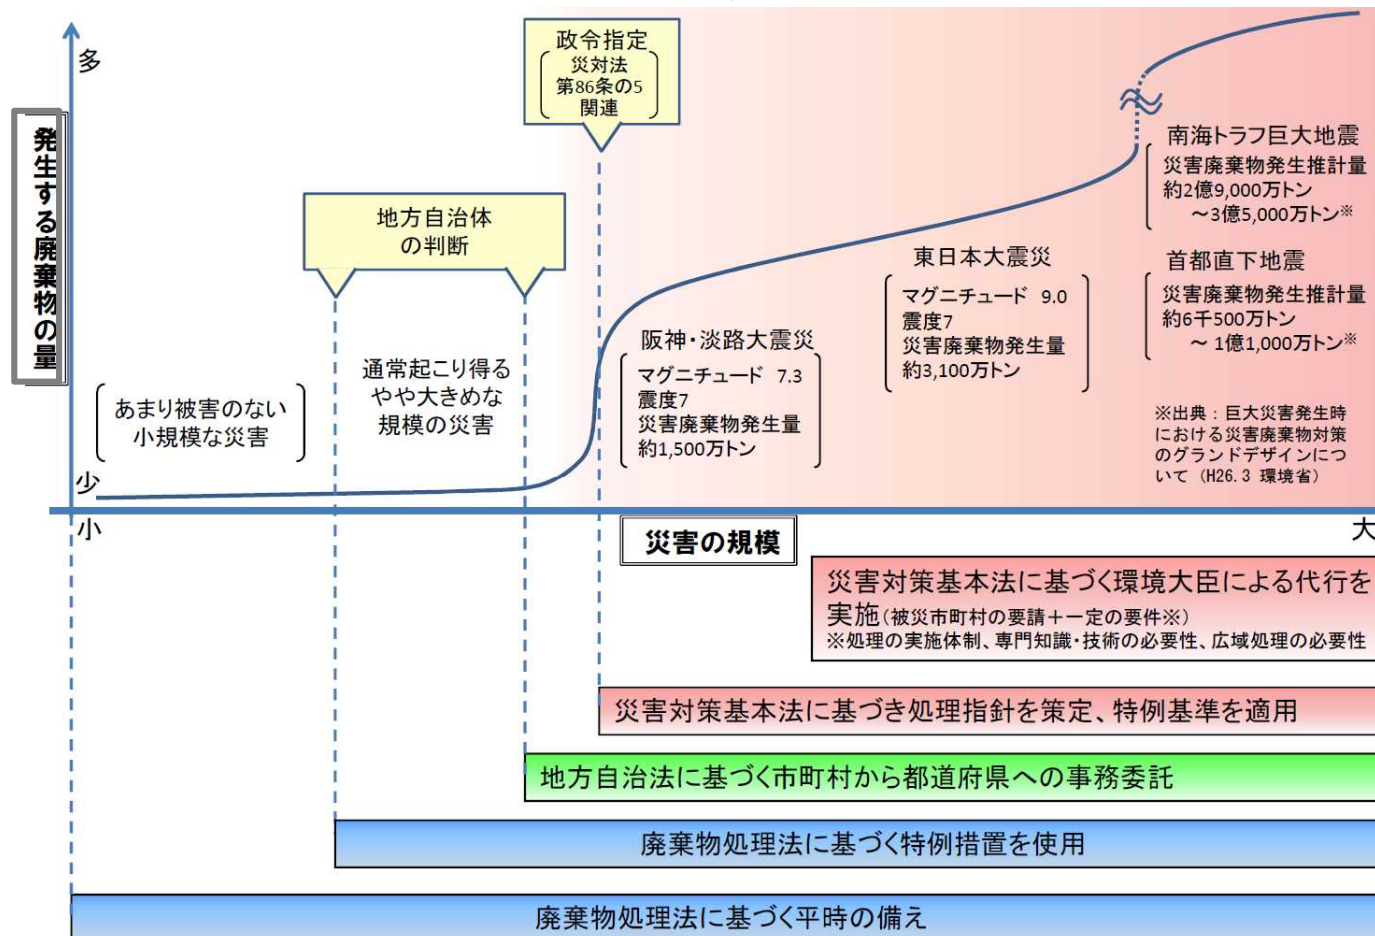 多
発生する廃棄物の量
少
小
政令指定
災対法
第86条の5
関連
地方自治体
の判断
あまり被害のない
小規模な災害
通常起こり得る
やや大きめな
規模の災害
阪神・淡路大震災
マグニチュード 7.3
震度7
災害廃棄物発生量
約1,500万トン
東日本大震災
マグニチュード 9.0
震度7
災害廃棄物発生量
約3,100万トン
南海トラフ巨大地震
災害廃棄物発生推計量
約2億9,000万トン
～3億5,000万トン※
首都直下地震
災害廃棄物発生推計量
約6千500万トン
～ 1億1,000万トン※
※出典：巨大災害発生時
における災害廃棄物対策
のグランドデザインにつ
いて（H26.3 環境省）
災害の規模
大
災害対策基本法に基づく環境大臣による代行を
実施(被災市町村の要請＋一定の要件※)
※処理の実施体制、専門知識・技術の必要性、広域処理の必要性
災害対策基本法に基づき処理指針を策定、特例基準を適用
地方自治法に基づく市町村から都道府県への事務委託
廃棄物処理法に基づく特例措置を使用
廃棄物処理法に基づく平時の備え